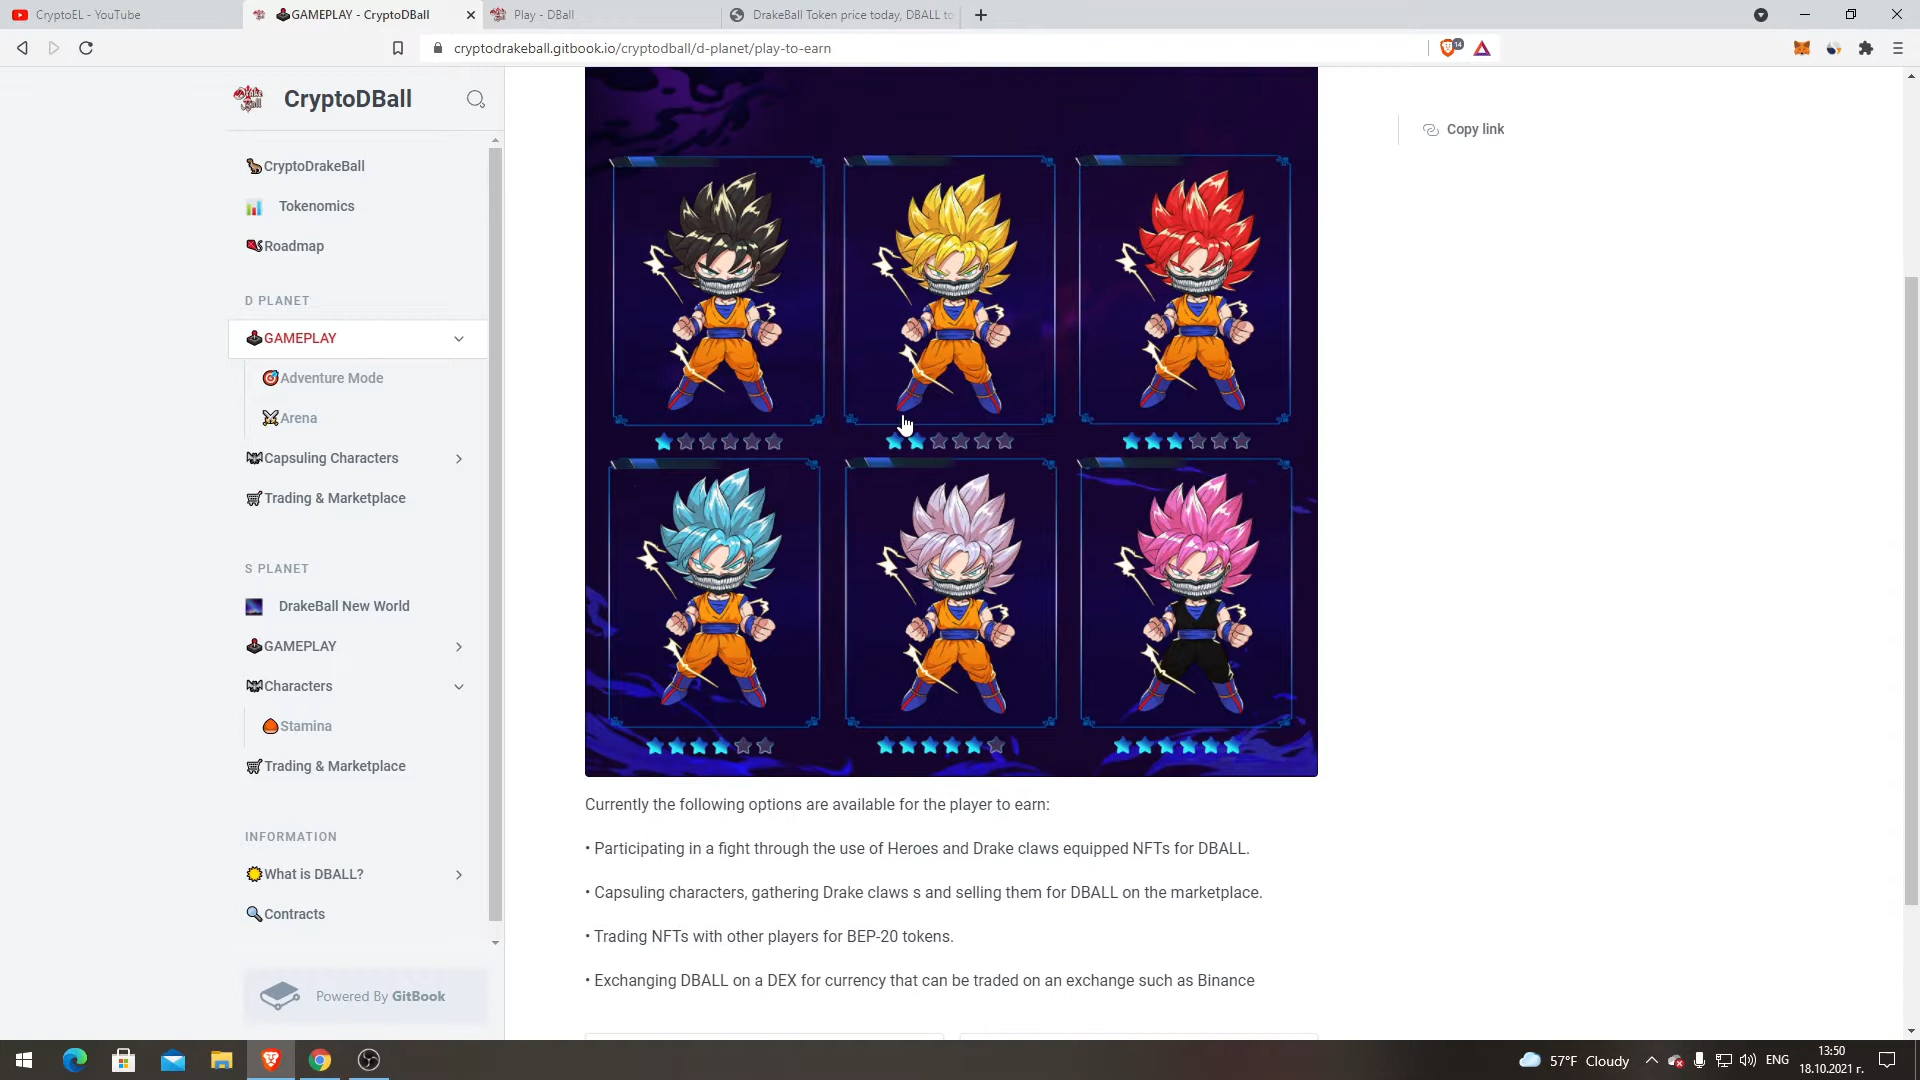 CryptoEL - YouTube
GAMEPLAY - CryptoDBall
Play - DBall
DrakeBall Token price today, DBALL to
cryptodrakeball.gitbook.io/cryptodball/d-planet/play-to-earn
14
CryptoDBall
Copy link
CryptoDrakeBall
Tokenomics
Roadmap
D PLANET
GAMEPLAY
Adventure Mode
Arena
Capsuling Characters
Trading & Marketplace
S PLANET
DrakeBall New World
GAMEPLAY
Characters
Stamina
Trading & Marketplace
INFORMATION
What is DBALL?
Contracts
Powered By GitBook
Currently the following options are available for the player to earn:
• Participating in a fight through the use of Heroes and Drake claws equipped NFTs for DBALL.
• Capsuling characters, gathering Drake claws s and selling them for DBALL on the marketplace.
• Trading NFTs with other players for BEP-20 tokens.
• Exchanging DBALL on a DEX for currency that can be traded on an exchange such as Binance
57°F Cloudy
ENG
13:50
18.10.2021 г.